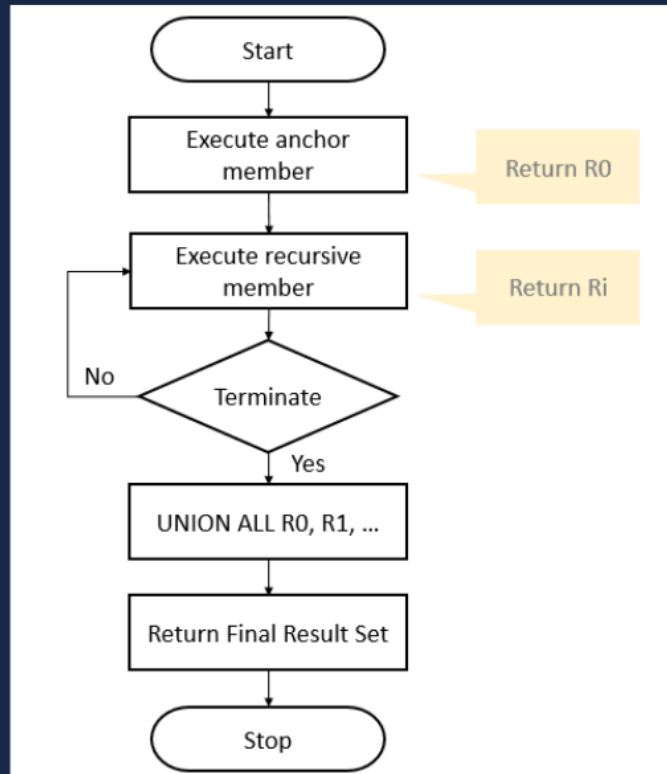 Start
Execute anchor
member
Return R0
Execute recursive
member
Return Ri
No
Terminate
Yes
UNION ALL R0, R1, ...
Return Final Result Set
Stop